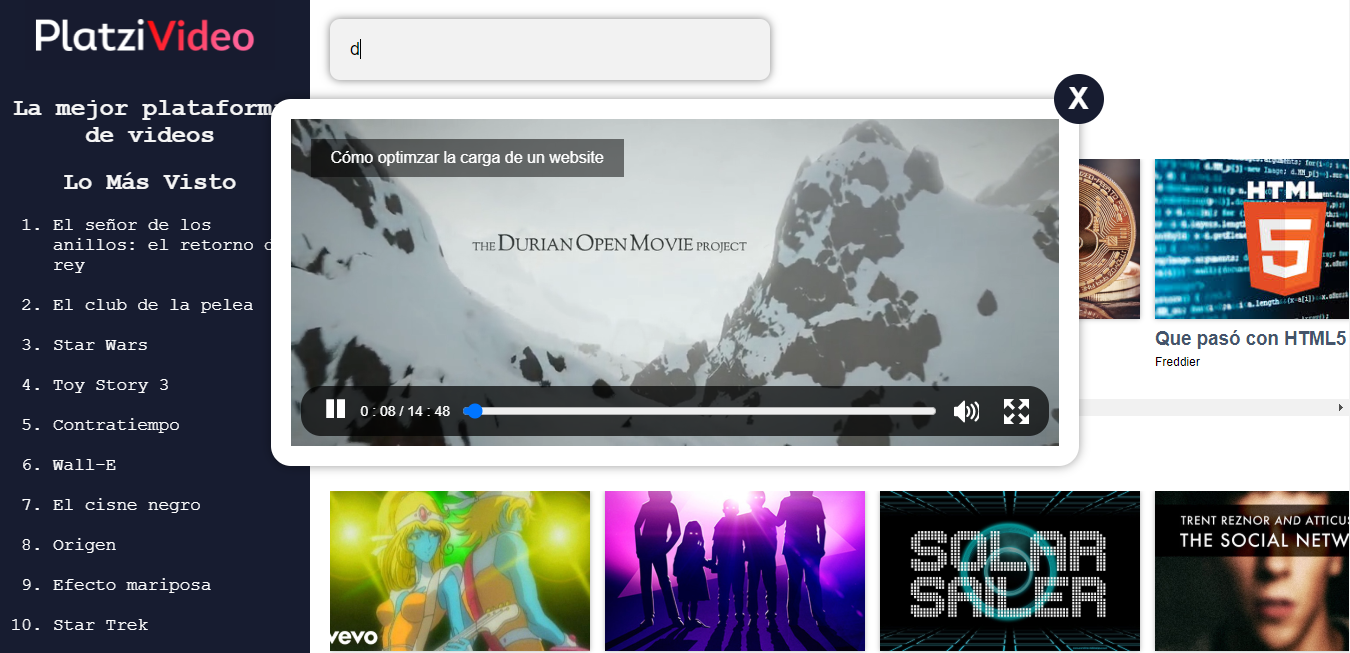 PlatziVideo
La mejor plataform
de videos
Lo Más Visto
1. El señor de los
anillos: el retorno
rey
2. El club de la pelea
3. Star Wars
4. Toy Story 3
5. Contratiempo
6. Wall-E
7. El cisne negro
8. Origen
9. Efecto mariposa
10. Star Trek
d
X
Cómo optimzar la carga de un website
THE DURIAN OPEN MOVIE PROJECT
0 : 08 / 14 : 48
HTML
5
Que pasó con HTML5
Freddier
vevo
SOLAR
SAILER
TRENT REZNOR AND ATTICUS
THE SOCIAL NETW